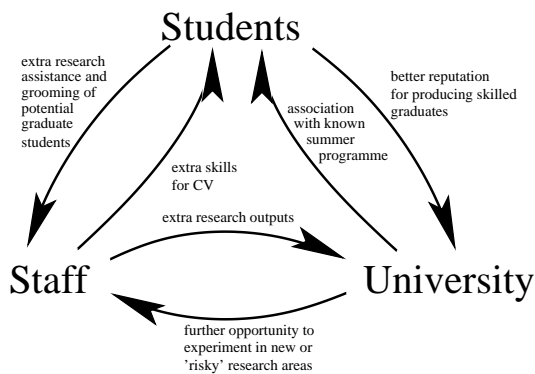 Students
extra research
assistance and
grooming of
potential
graduate
students
better reputation
for producing skilled
graduates
association
with known
summer
programme
extra skills
for CV
extra research outputs
Staff
University
further opportunity to
experiment in new or
'risky' research areas